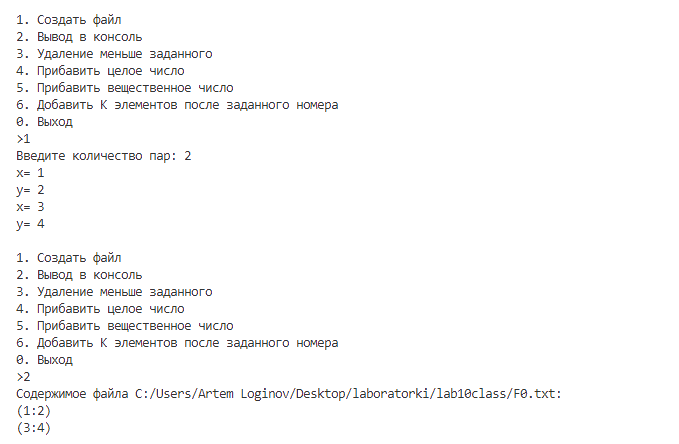 1. Создать файл
2. Вывод в консоль
3. Удаление меньше заданного
4. Прибавить целое число
5. Прибавить вещественное число
6. Добавить К элементов после заданного номера
0. Выход
>1
Введите количество пар: 2
x= 1
y= 2
x= 3
y= 4
1. Создать файл
2. Вывод в консоль
3. Удаление меньше заданного
4. Прибавить целое число
5. Прибавить вещественное число
6. Добавить К элементов после заданного номера
0. Выход
>2
Содержимое файла C:/Users/Artem Loginov/Desktop/laboratorki/lab10class/F0.txt:
(1:2)
(3:4)